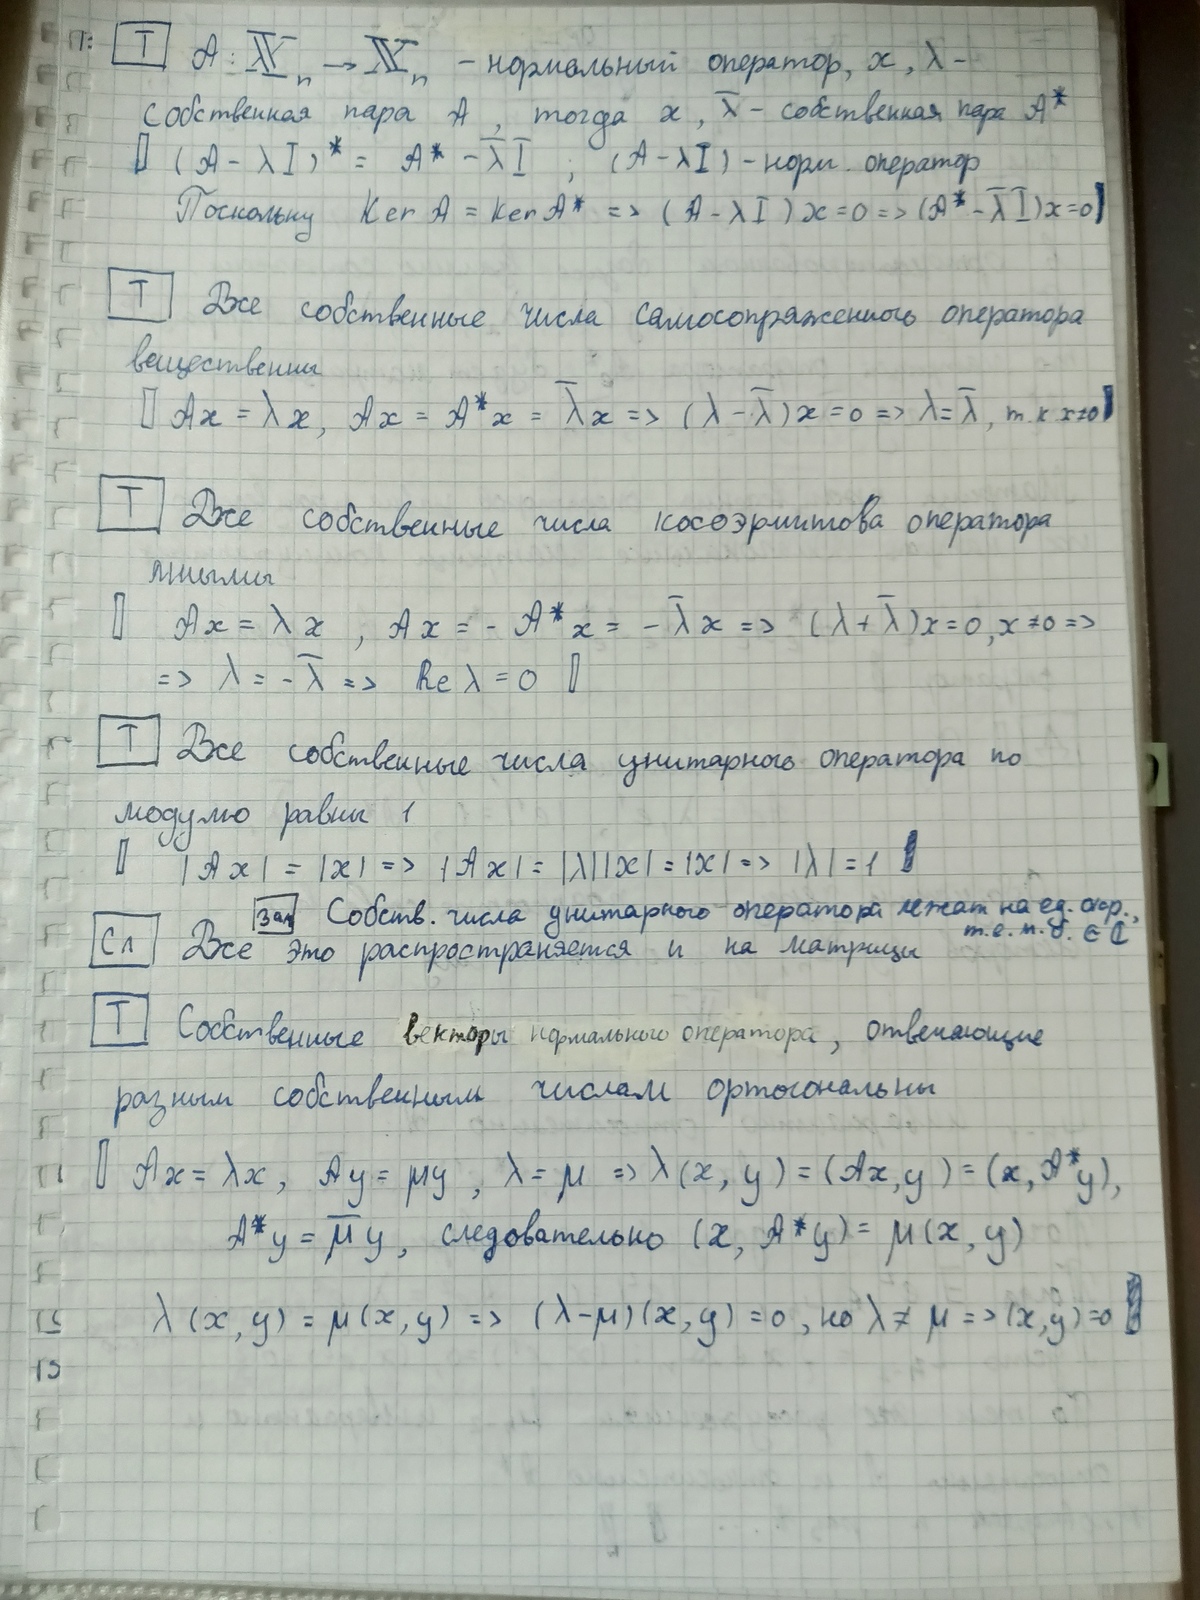 Т 𝒜: 𝕏ₙ → 𝕏ₙ – нормальный оператор, x, λ –
собственная пара 𝒜, тогда x, λ̅ – собственная пара 𝒜*
[] (𝒜 - λI)* = 𝒜* - λ̅I ; (𝒜 - λI) – норм. оператор
Поскольку Ker 𝒜 = Ker 𝒜* => (𝒜 - λI)x = 0 => (𝒜* - λ̅I)x = 0 []
Т Все собственные числа самосопряженного оператора
вещественны
[] 𝒜x = λx, 𝒜x = 𝒜*x = λ̅x => (λ - λ̅)x = 0 => λ = λ̅, т.к x≠0 []
Т Все собственные числа косоэрмитова оператора
мнимы
[] 𝒜x = λx, 𝒜x = -𝒜*x = -λ̅x => (λ + λ̅)x = 0, x ≠ 0 =>
=> λ = -λ̅ => Re λ = 0 []
Т Все собственные числа унитарного оператора по
модулю равны 1
[] |𝒜x| = |x| => |𝒜x| = |λ||x| = |x| => |λ| = 1 []
Зам Собств. числа унитарного оператора лежат на ед. окр.,
т.е. м.б. ∈ ℂ
Сл Все это распространяется и на матрицы
Т Собственные векторы нормального оператора, отвечающие
разным собственным числам ортогональны
[] 𝒜x = λx, 𝒜y = μy, λ = μ => λ(x, y) = (𝒜x, y) = (x, 𝒜*y),
𝒜*y = μ̅y, следовательно (x, 𝒜*y) = μ(x, y)
λ(x, y) = μ(x, y) => (λ-μ)(x, y) = 0, но λ ≠ μ => (x, y) = 0 []